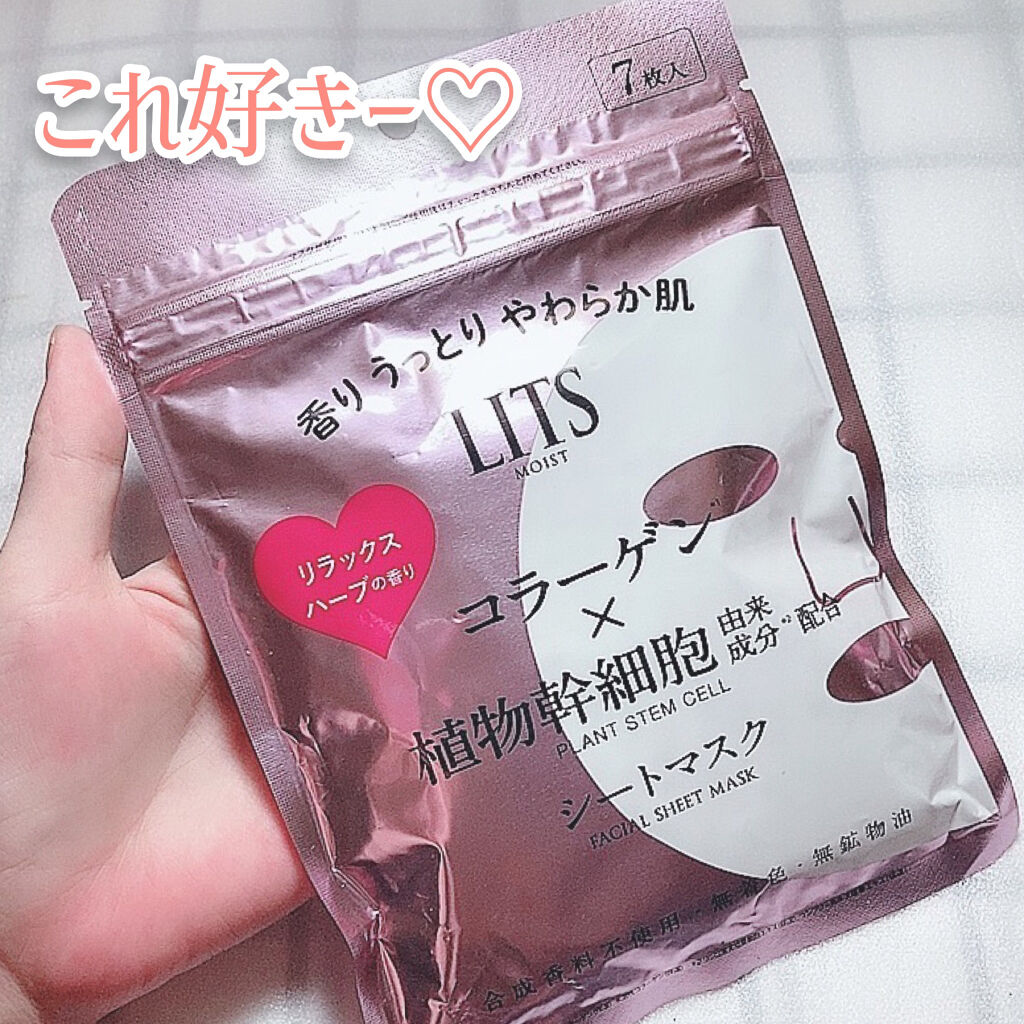 これ好きー♡
7枚入
香り うっとり やわらか肌
LITS
MOIST
リラックス
ハーブの香り
コラーゲン*1
×
植物幹細胞由来成分*2配合
PLANT STEM CELL
シートマスク
FACIAL SHEET MASK
合成香料不使用・無着色・無鉱物油